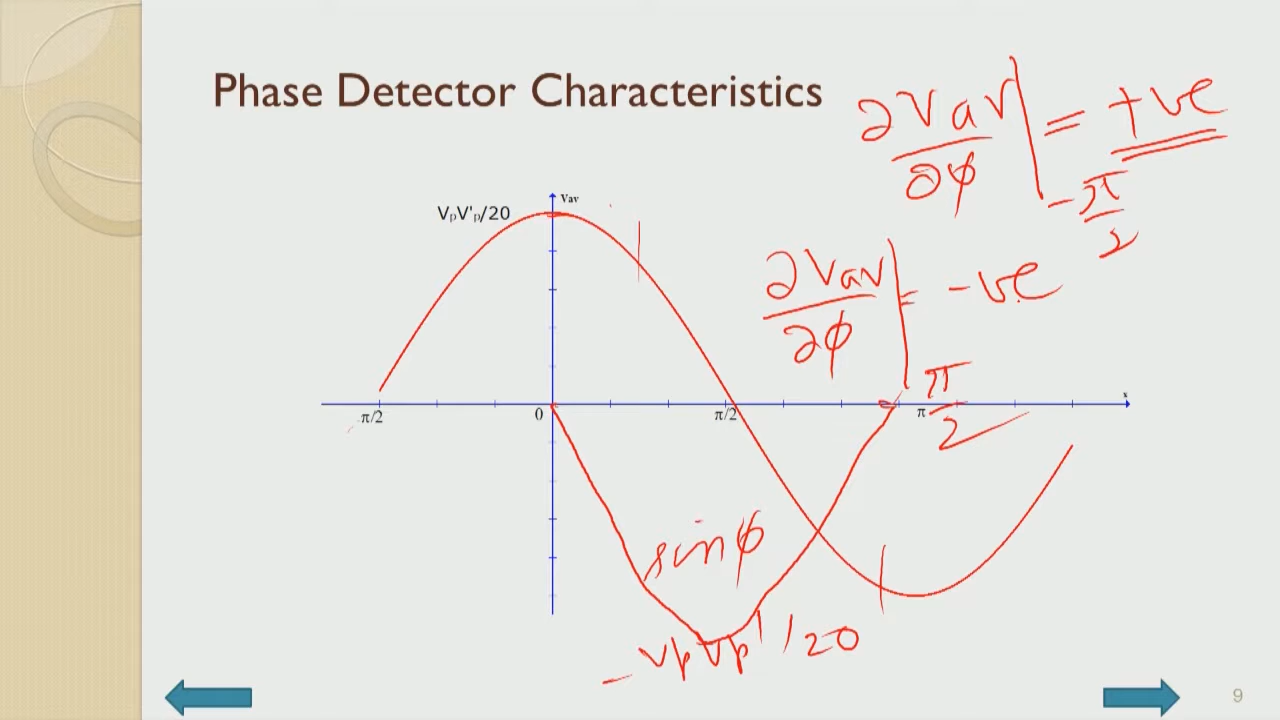 Phase Detector Characteristics
∂Vav/∂φ | -π/2 = +ve
Vav
VₚV'ₚ/20
∂Vav/∂φ | π/2 = -ve
x
π/2
0
π/2
π
sinφ
-VpVp'/20
9